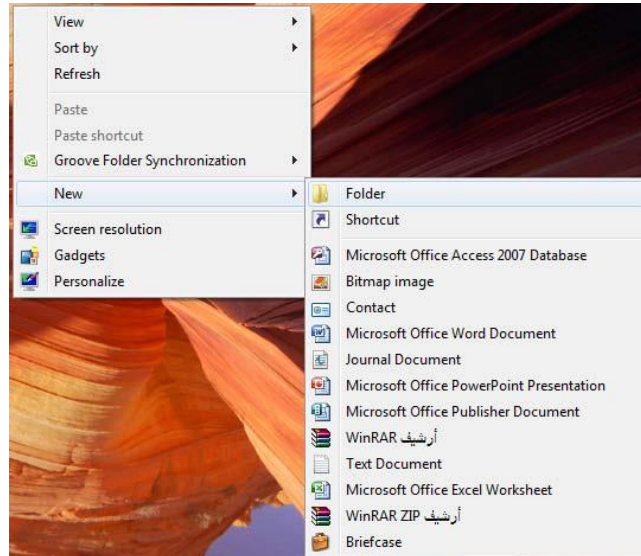 View
Sort by
Refresh
Paste
Paste shortcut
Groove Folder Synchronization
New
Screen resolution
Gadgets
Personalize
Folder
Shortcut
Microsoft Office Access 2007 Database
Bitmap image
Contact
Microsoft Office Word Document
Journal Document
Microsoft Office PowerPoint Presentation
Microsoft Office Publisher Document
أرشيف WinRAR
Text Document
Microsoft Office Excel Worksheet
أرشيف WinRAR ZIP
Briefcase